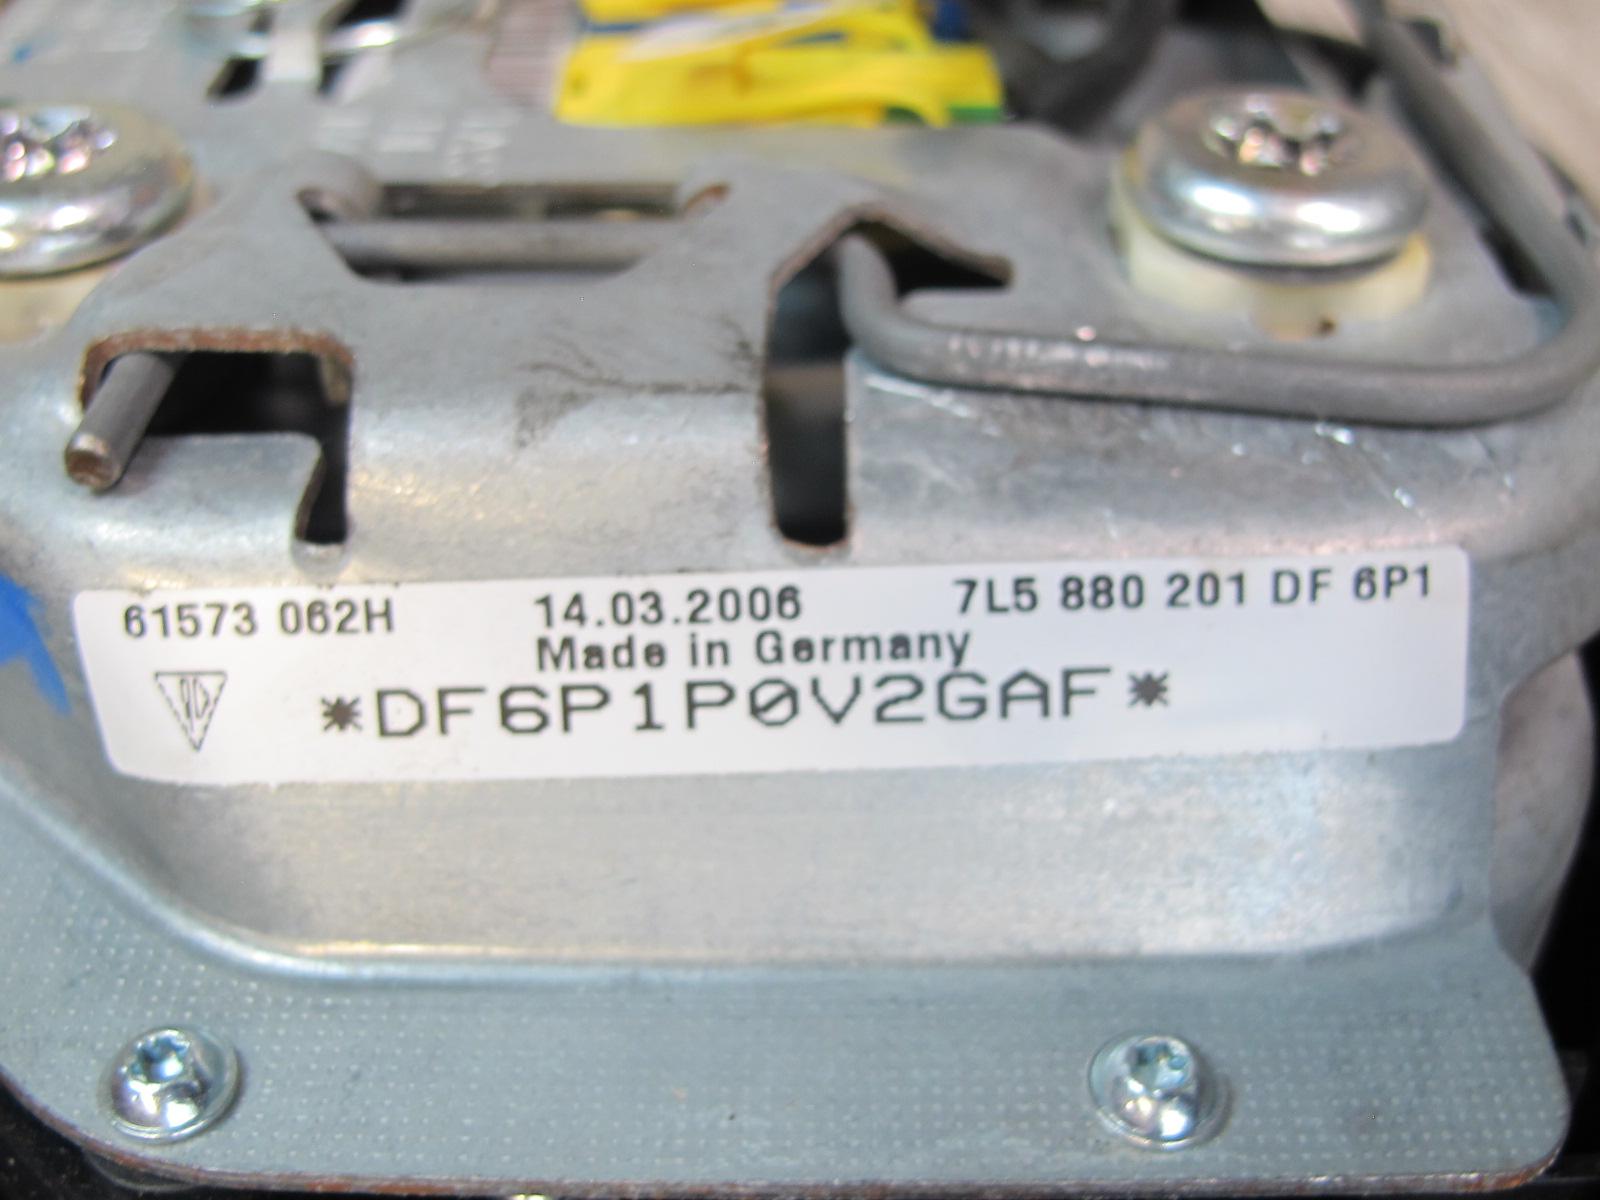 61573 062H 14.03.2006 7L5 880 201 DF 6P1
Made in Germany
*DF6P1P0V2GAF*